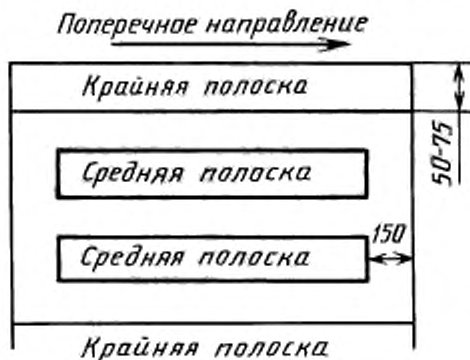 Поперечное направление
Крайняя полоска
50-75
Средняя полоска
150
Средняя полоска
Крайняя полоска